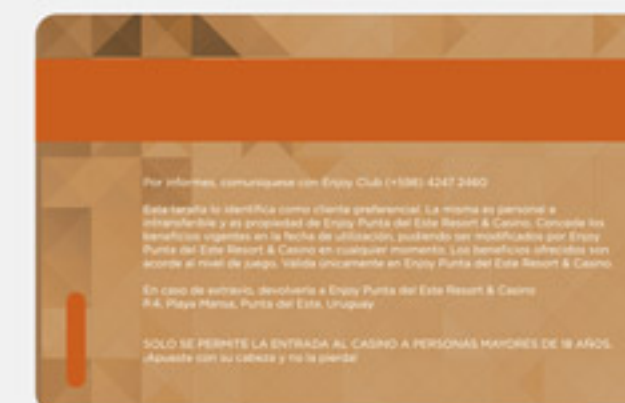 Por informes, comuníquese con Enjoy Club (+598) 4247 2460
Esta tarjeta lo identifica como cliente preferencial. La misma es personal e
intransferible y es propiedad de Enjoy Punta del Este Resort & Casino. Concede los
beneficios vigentes en la fecha de utilización, pudiendo ser modificados por Enjoy
Punta del Este Resort & Casino en cualquier momento. Los beneficios ofrecidos son
acorde al nivel de juego. Válida únicamente en Enjoy Punta del Este Resort & Casino.
En caso de extravío, devolverla a Enjoy Punta del Este Resort & Casino
P.4, Playa Mansa, Punta del Este, Uruguay
SOLO SE PERMITE LA ENTRADA AL CASINO A PERSONAS MAYORES DE 18 AÑOS.
¡Apueste con su cabeza y no la pierda!